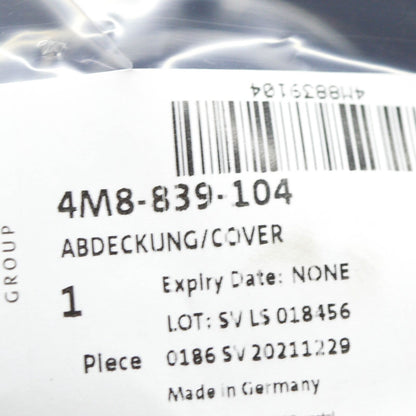 4M8839104
4M8-839-104
ABDECKUNG/COVER
GROUP
Expiry Date: NONE
1
LOT: SV LS 018456
Piece 0186 SV 20211229
Made in Germany